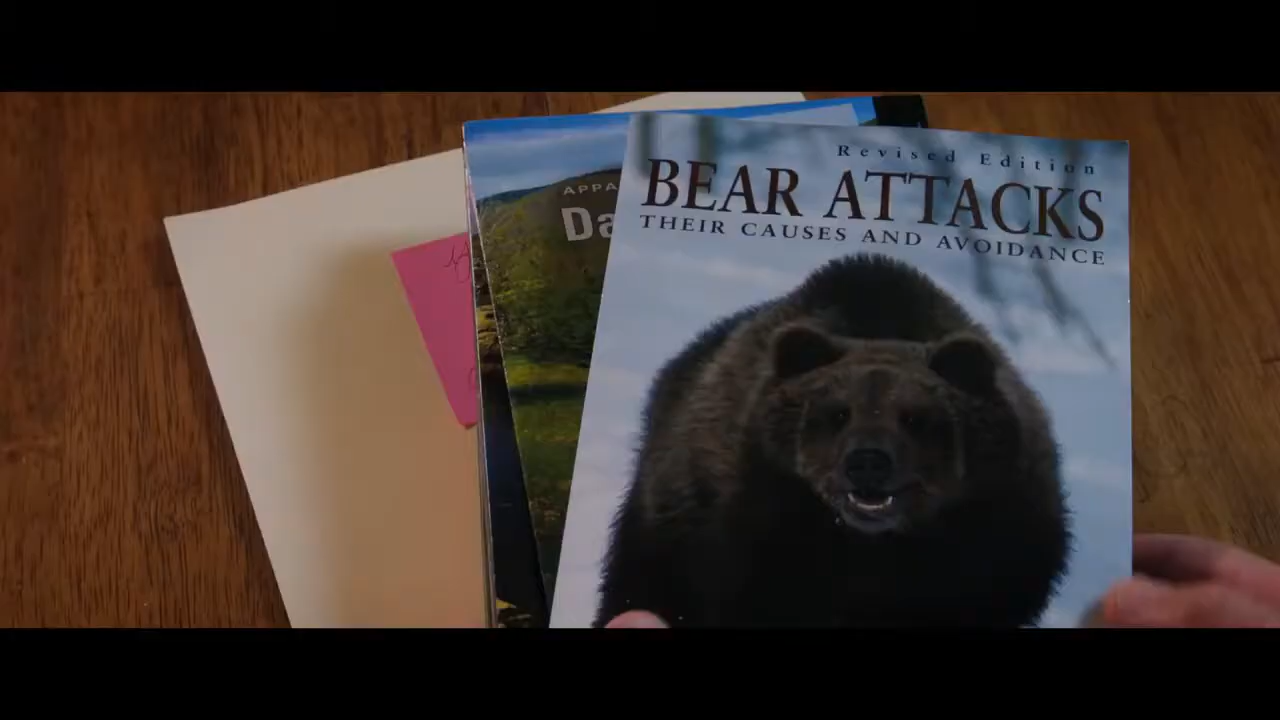 Revised Edition
BEAR ATTACKS
THEIR CAUSES AND AVOIDANCE
APPA
Da